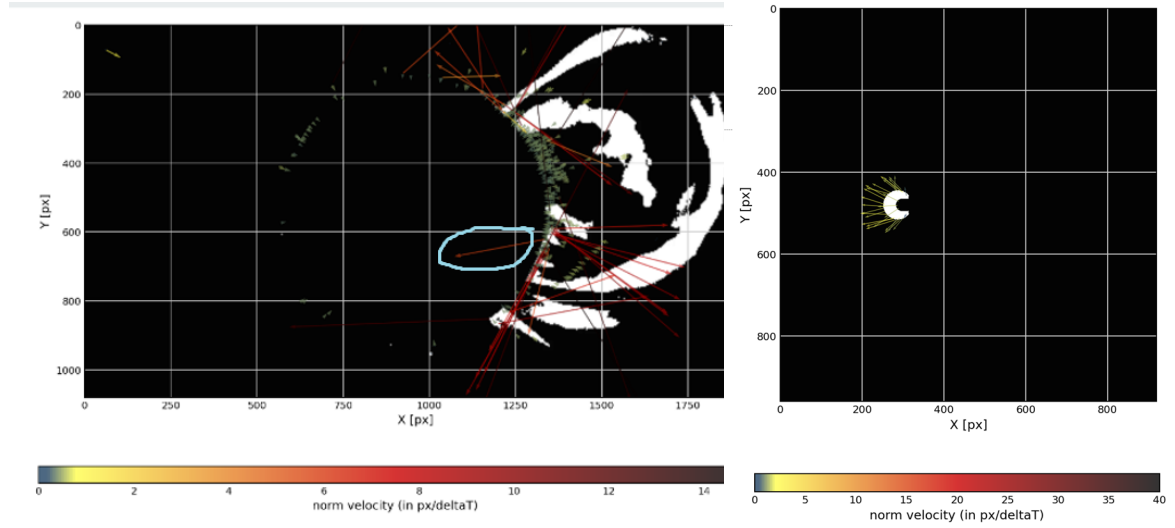 0
200
400
600
800
1000
Y [px]
0 250 500 750 1000 1250 1500 1750
X [px]
0 2 4 6 8 10 12 14
norm velocity (in px/deltaT)
0
200
400
600
800
Y [px]
0 200 400 600 800
X [px]
0 5 10 15 20 25 30 35 40
norm velocity (in px/deltaT)